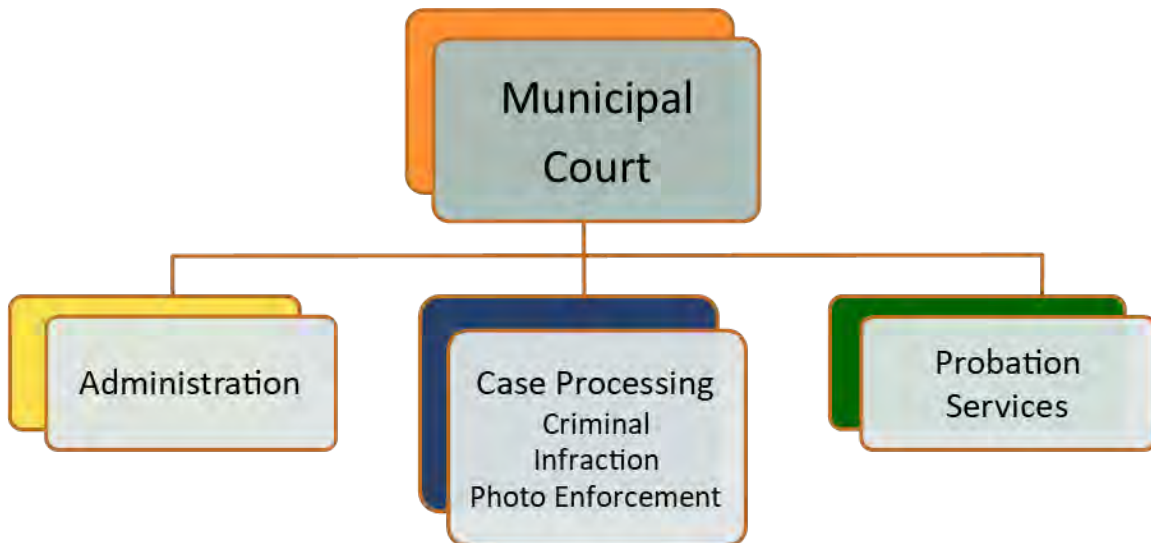 Municipal
Court
Administration
Case Processing
Criminal
Infraction
Photo Enforcement
Probation
Services